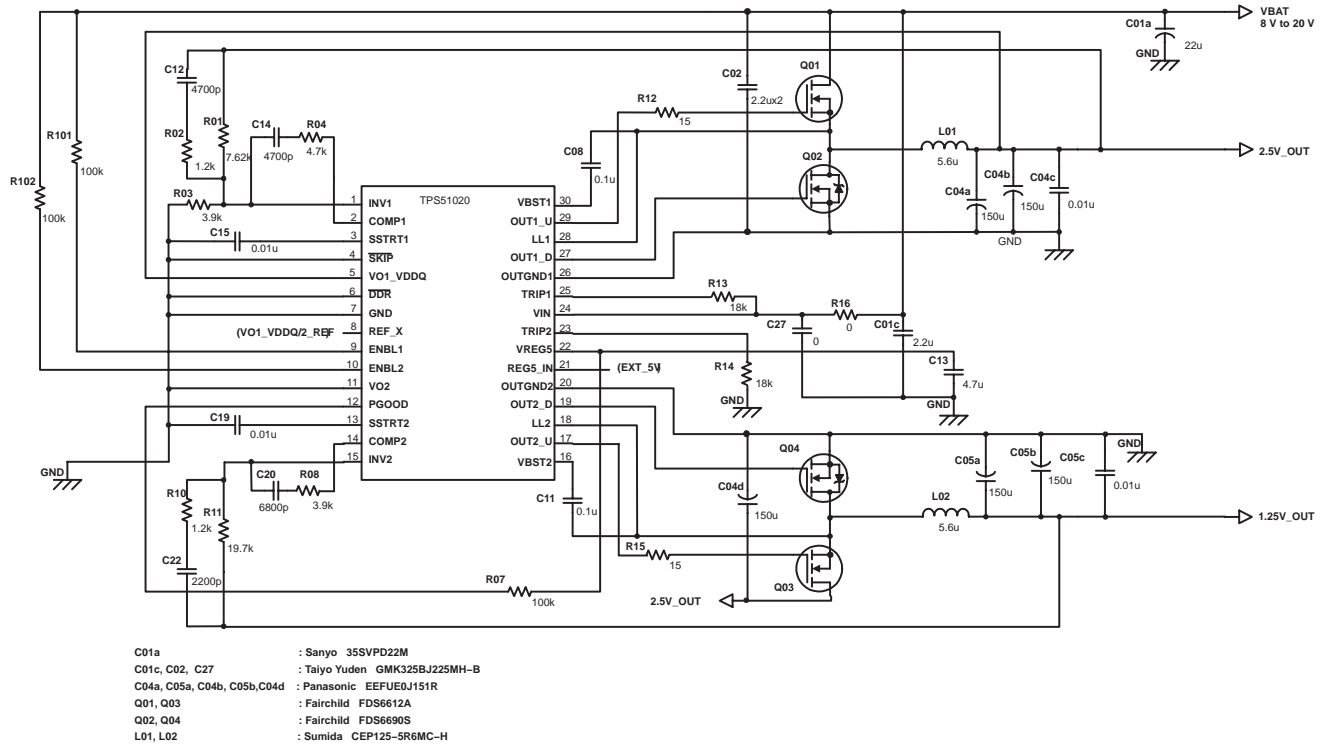 VBAT
8 V to 20 V
C01a
22u
GND
C12
4700p
C02
2.2ux2
Q01
R12
15
R101
100k
R02
1.2k
R01
7.62k
C14
4700p
R04
4.7k
C08
0.1u
L01
5.6u
2.5V_OUT
Q02
R102
100k
R03
3.9k
C04a
150u
C04b
150u
C04c
0.01u
GND
C15
0.01u
TPS51020
1 INV1
2 COMP1
3 SSTRT1
4 SKIP
5 VO1_VDDQ
6 DDR
7 GND
8 REF_X
9 ENBL1
10 ENBL2
11 VO2
12 PGOOD
13 SSTRT2
14 COMP2
15 INV2
VBST1 30
OUT1_U 29
LL1 28
OUT1_D 27
OUTGND1 26
TRIP1 25
VIN 24
TRIP2 23
VREG5 22
REG5_IN 21
OUTGND2 20
OUT2_D 19
LL2 18
OUT2_U 17
VBST2 16
(VO1_VDDQ/2_REF)
(EXT_5V)
R13
18k
R16
0
C27
0
C01c
2.2u
R14
18k
GND
C13
4.7u
GND
C19
0.01u
GND
C20
6800p
R08
3.9k
R10
1.2k
R11
19.7k
C22
2200p
C11
0.1u
C04d
150u
Q04
C05a
150u
C05b
150u
C05c
0.01u
GND
L02
5.6u
1.25V_OUT
R15
15
Q03
R07
100k
2.5V_OUT
C01a : Sanyo 35SVPD22M
C01c, C02, C27 : Taiyo Yuden GMK325BJ225MH−B
C04a, C05a, C04b, C05b,C04d : Panasonic EEFUE0J151R
Q01, Q03 : Fairchild FDS6612A
Q02, Q04 : Fairchild FDS6690S
L01, L02 : Sumida CEP125−5R6MC−H